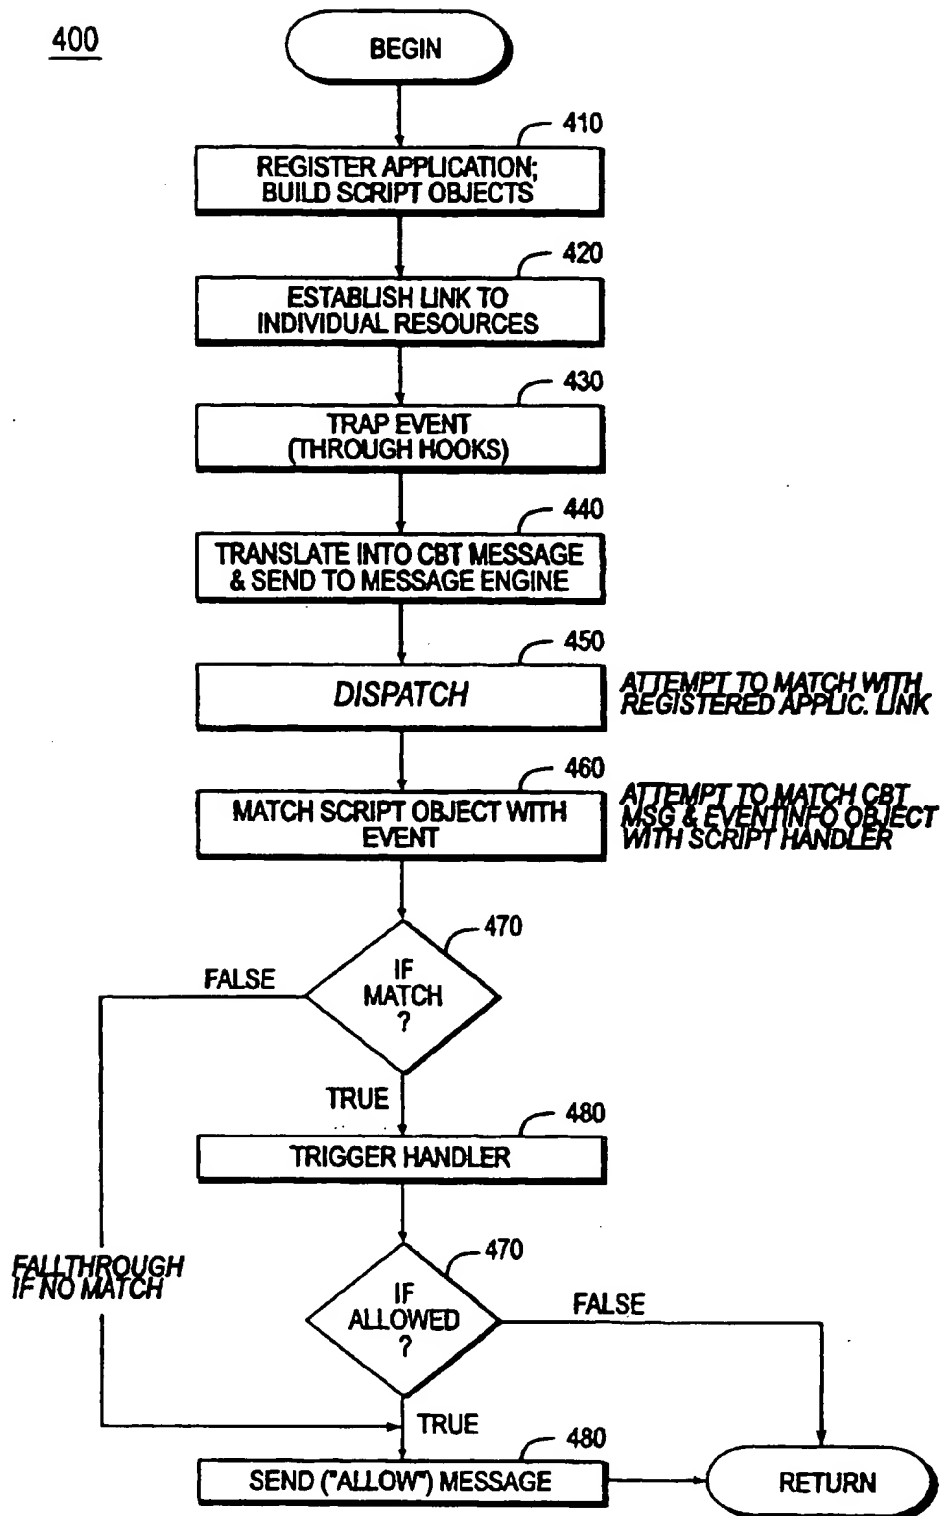 400
BEGIN
410
REGISTER APPLICATION;
BUILD SCRIPT OBJECTS
420
ESTABLISH LINK TO
INDIVIDUAL RESOURCES
430
TRAP EVENT
(THROUGH HOOKS)
440
TRANSLATE INTO CBT MESSAGE
& SEND TO MESSAGE ENGINE
450
DISPATCH
ATTEMPT TO MATCH WITH
REGISTERED APPLIC. LINK
460
MATCH SCRIPT OBJECT WITH
EVENT
ATTEMPT TO MATCH CBT
MSG & EVENTINFO OBJECT
WITH SCRIPT HANDLER
470
IF
MATCH
?
FALSE
TRUE
480
TRIGGER HANDLER
FALLTHROUGH
IF NO MATCH
470
IF
ALLOWED
?
FALSE
TRUE
480
SEND ("ALLOW") MESSAGE
RETURN